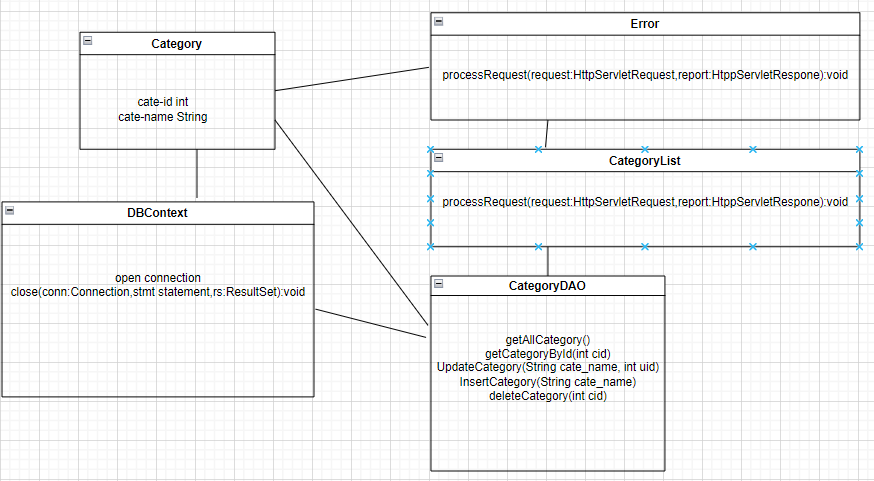 Category
cate-id int
cate-name String
Error
processRequest(request:HttpServletRequest,report:HtppServletRespone):void
CategoryList
processRequest(request:HttpServletRequest,report:HtppServletRespone):void
DBContext
open connection
close(conn:Connection,stmt statement,rs:ResultSet):void
CategoryDAO
getAllCategory()
getCategoryById(int cid)
UpdateCategory(String cate_name, int uid)
InsertCategory(String cate_name)
deleteCategory(int cid)